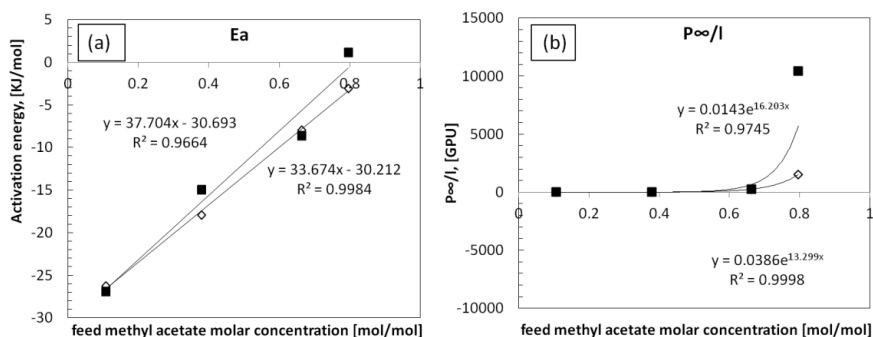 (a)
Ea
5
0
-5
-10
-15
-20
-25
-30
0
0.2
0.4
0.6
0.8
1
Activation energy, [KJ/mol]
y = 37.704x - 30.693
R² = 0.9664
y = 33.674x - 30.212
R² = 0.9984
feed methyl acetate molar concentration [mol/mol]
(b)
P∞/l
15000
10000
5000
0
-5000
-10000
0
0.2
0.4
0.6
0.8
1
P∞/l, [GPU]
y = 0.0143e^16.203x
R² = 0.9745
y = 0.0386e^13.299x
R² = 0.9998
feed methyl acetate molar concentration [mol/mol]